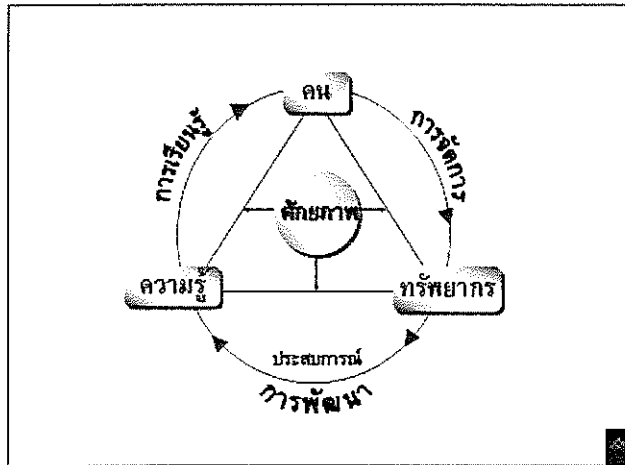 คน
การเรียนรู้
การจัดการ
ศักยภาพ
ความรู้
ทรัพยากร
ประสบการณ์
การพัฒนา